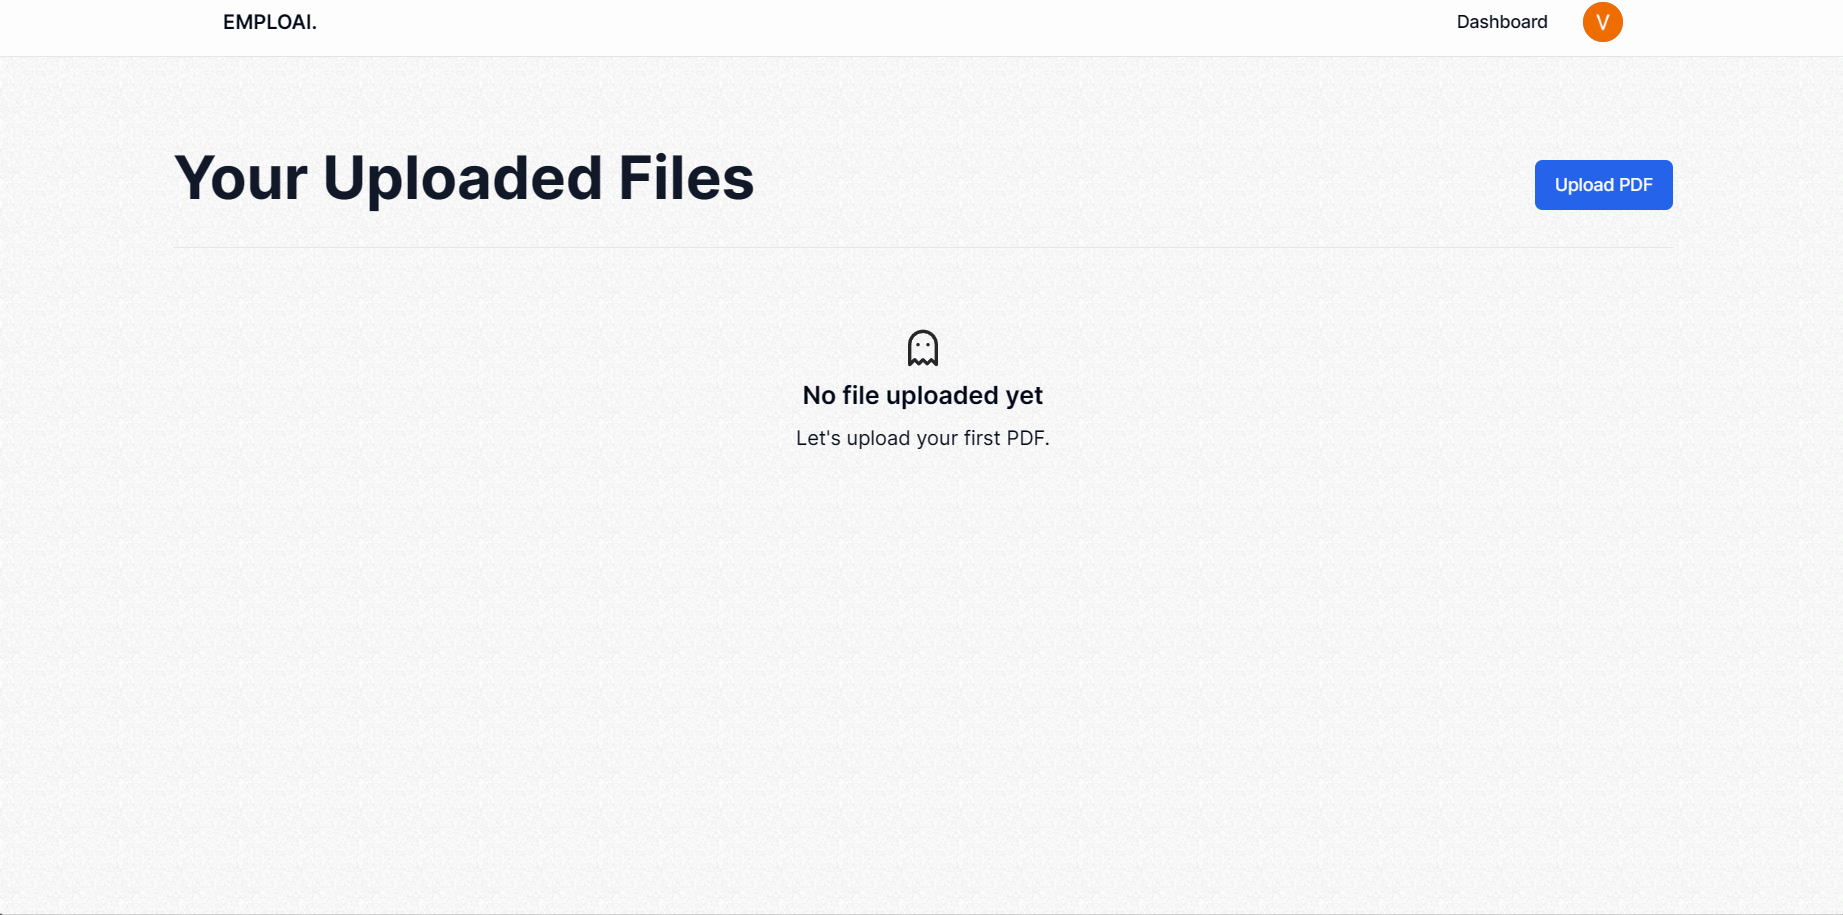 EMPLOAI.
Dashboard
V
Your Uploaded Files
Upload PDF
No file uploaded yet
Let's upload your first PDF.